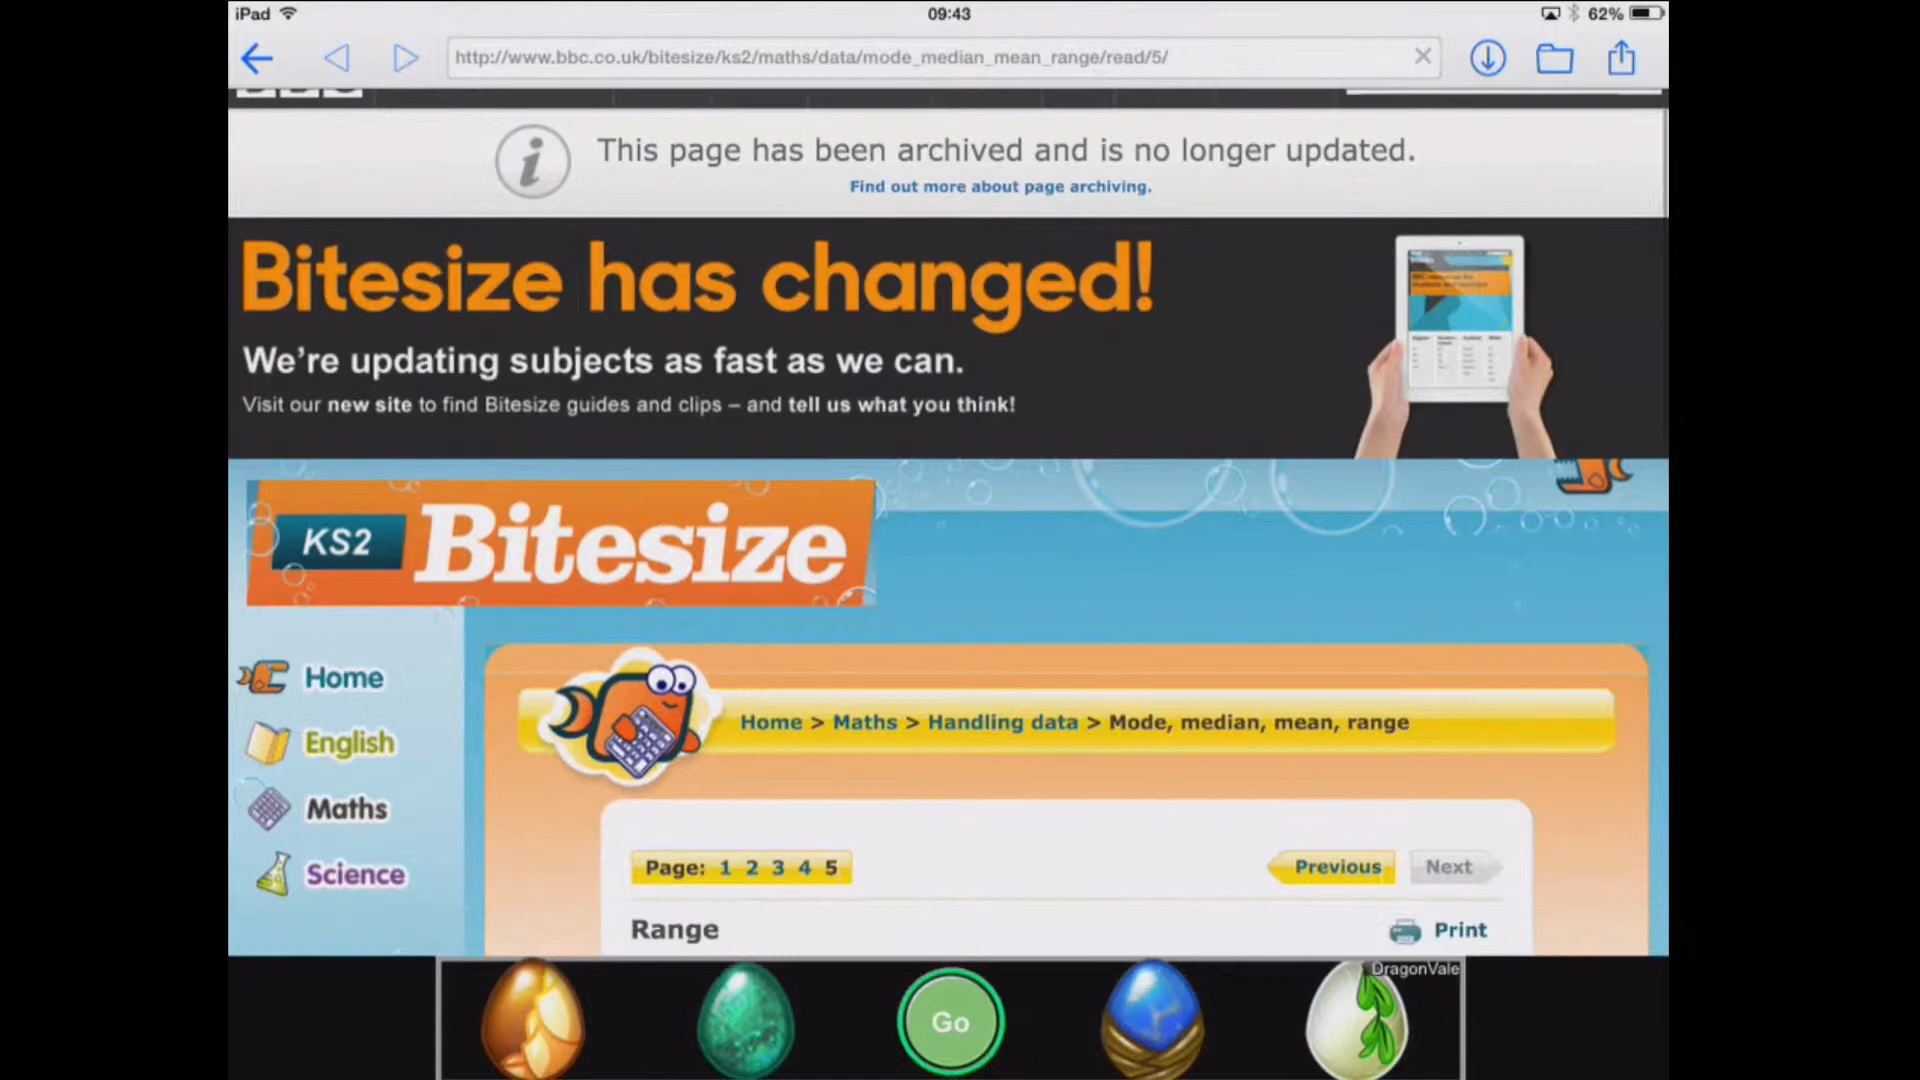 iPad 09:43 62%
http://www.bbc.co.uk/bitesize/ks2/maths/data/mode_median_mean_range/read/5/
This page has been archived and is no longer updated.
Find out more about page archiving.
Bitesize has changed!
We're updating subjects as fast as we can.
Visit our new site to find Bitesize guides and clips – and tell us what you think!
KS2 Bitesize
Home
English
Maths
Science
Home > Maths > Handling data > Mode, median, mean, range
Page: 1 2 3 4 5
Previous Next
Range
Print
DragonVale
Go